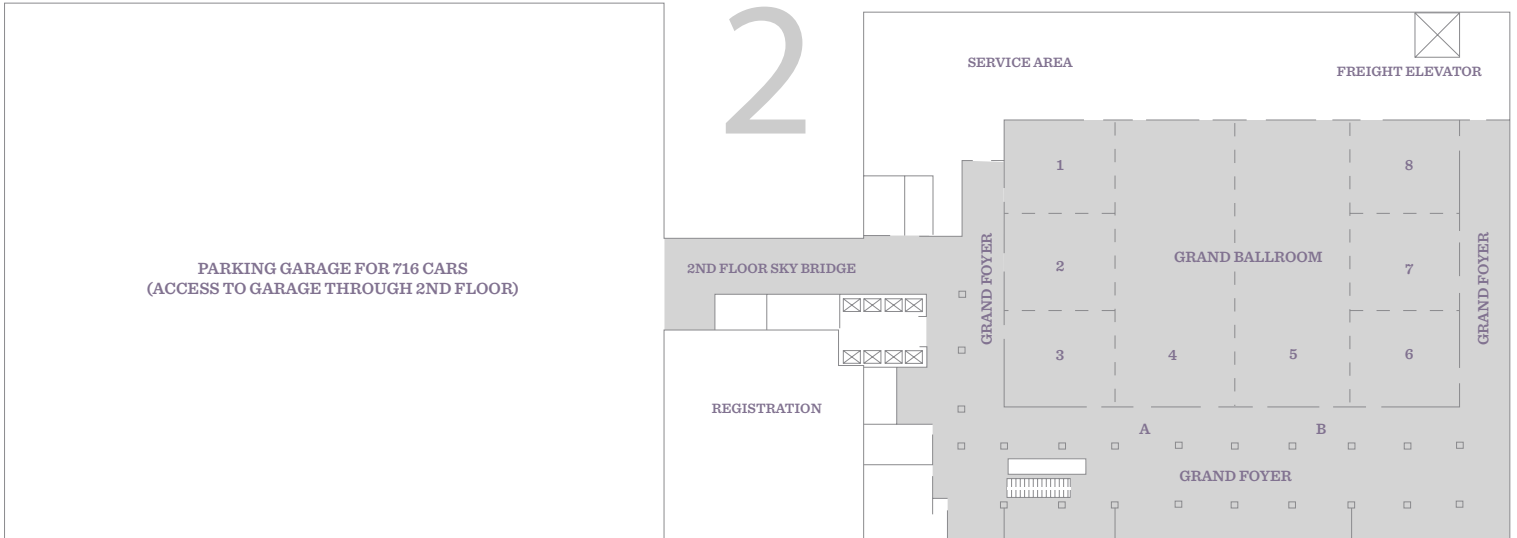 2
SERVICE AREA
FREIGHT ELEVATOR
1
8
GRAND FOYER
2ND FLOOR SKY BRIDGE
2
GRAND BALLROOM
7
GRAND FOYER
PARKING GARAGE FOR 716 CARS
(ACCESS TO GARAGE THROUGH 2ND FLOOR)
3
4
5
6
REGISTRATION
A
B
GRAND FOYER